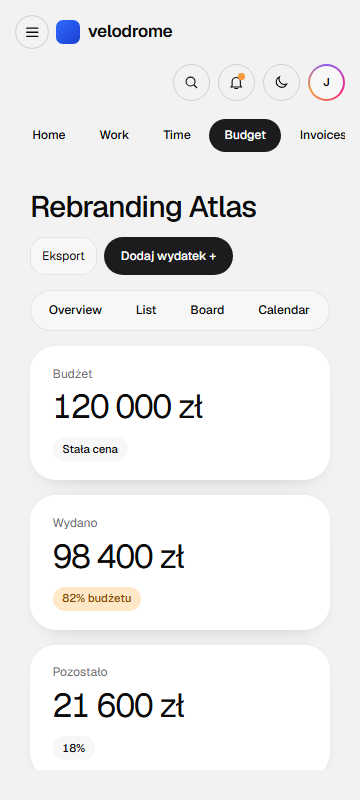 velodrome
J
Home Work Time Budget Invoices
Rebranding Atlas
Eksport Dodaj wydatek +
Overview List Board Calendar
Budżet
120 000 zł
Stała cena
Wydano
98 400 zł
82% budżetu
Pozostało
21 600 zł
18%